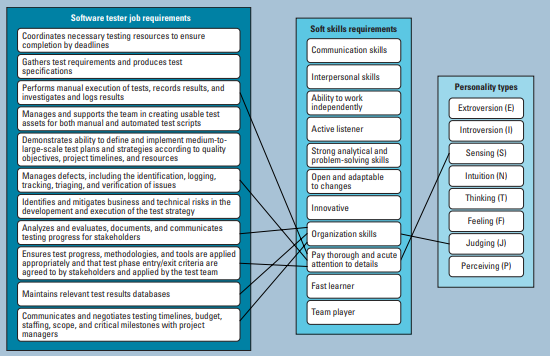 Software tester job requirements
Coordinates necessary testing resources to ensure
completion by deadlines
Gathers test requirements and produces test
specifications
Performs manual execution of tests, records results, and
investigates and logs results
Manages and supports the team in creating usable test
assets for both manual and automated test scripts
Demonstrates ability to define and implement medium-to-
large-scale test plans and strategies according to quality
objectives, project timelines, and resources
Manages defects, including the identification, logging,
tracking, triaging, and verification of issues
Identifies and mitigates business and technical risks in the
developement and execution of the test strategy
Analyzes and evaluates, documents, and communicates
testing progress for stakeholders
Ensures test progress, methodologies, and tools are applied
appropriately and that test phase entry/exit criteria are
agreed to by stakeholders and applied by the test team
Maintains relevant test results databases
Communicates and negotiates testing timelines, budget,
staffing, scope, and critical milestones with project
managers
Soft skills requirements
Communication skills
Interpersonal skills
Ability to work
independently
Active listener
Strong analytical and
problem-solving skills
Open and adaptable
to changes
Innovative
Organization skills
Pay thorough and acute
attention to details
Fast learner
Team player
Personality types
Extroversion (E)
Introversion (I)
Sensing (S)
Intuition (N)
Thinking (T)
Feeling (F)
Judging (J)
Perceiving (P)